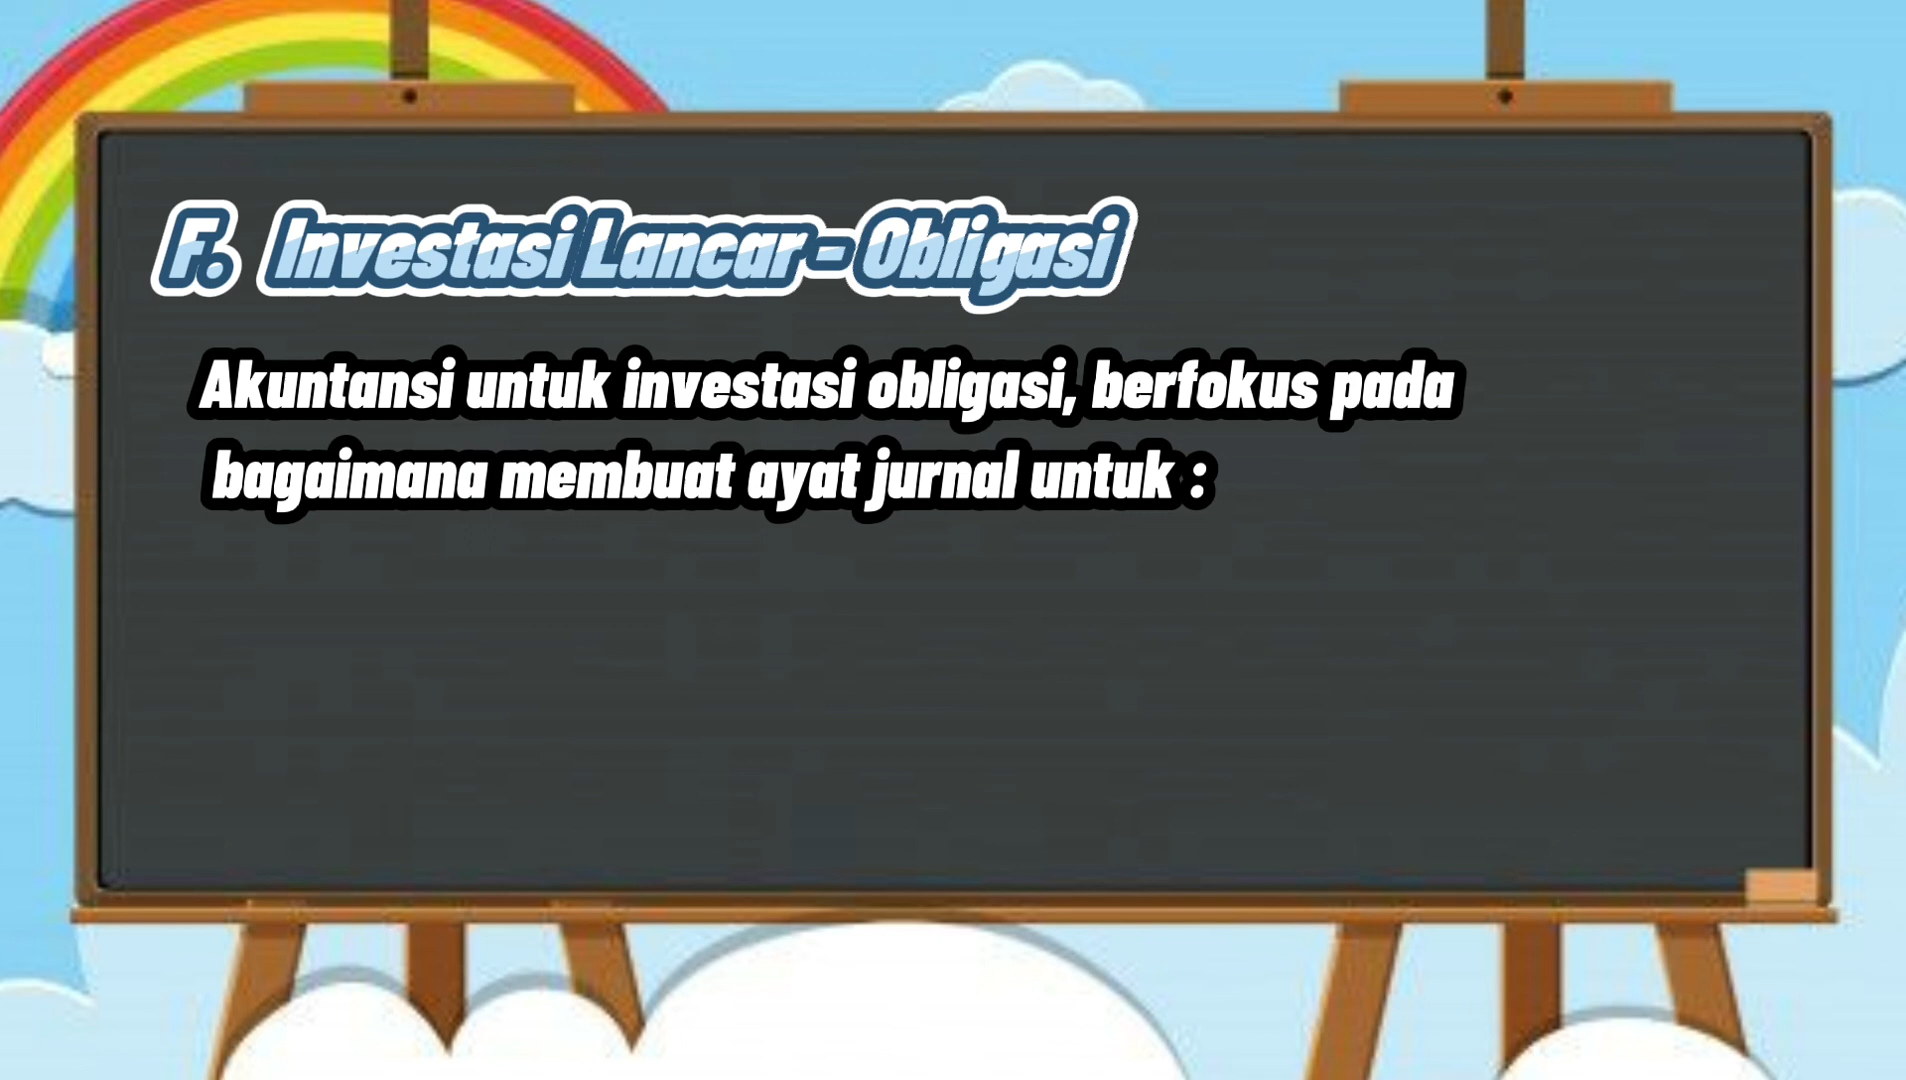 F. Investasi Lancar - Obligasi
Akuntansi untuk investasi obligasi, berfokus pada
bagaimana membuat ayat jurnal untuk :